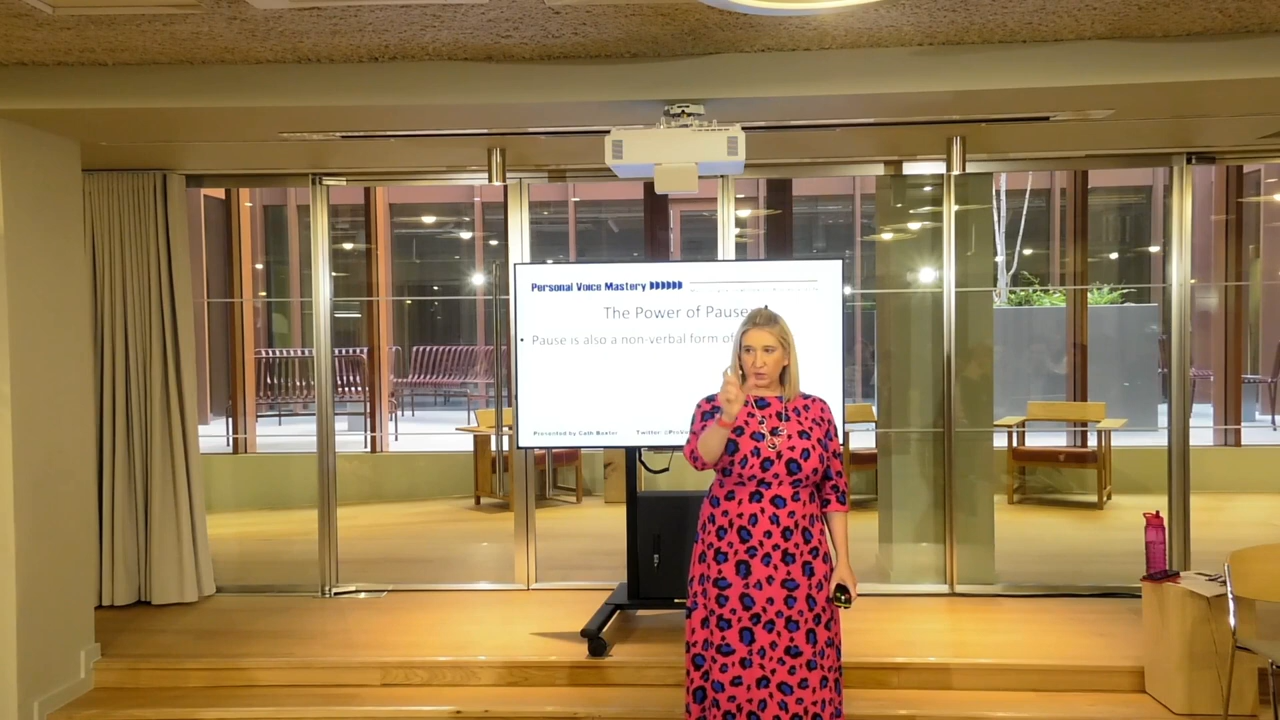 Personal Voice Mastery
The Power of Pause
• Pause is also a non-verbal form of
Presented by Cath Baxter Twitter: